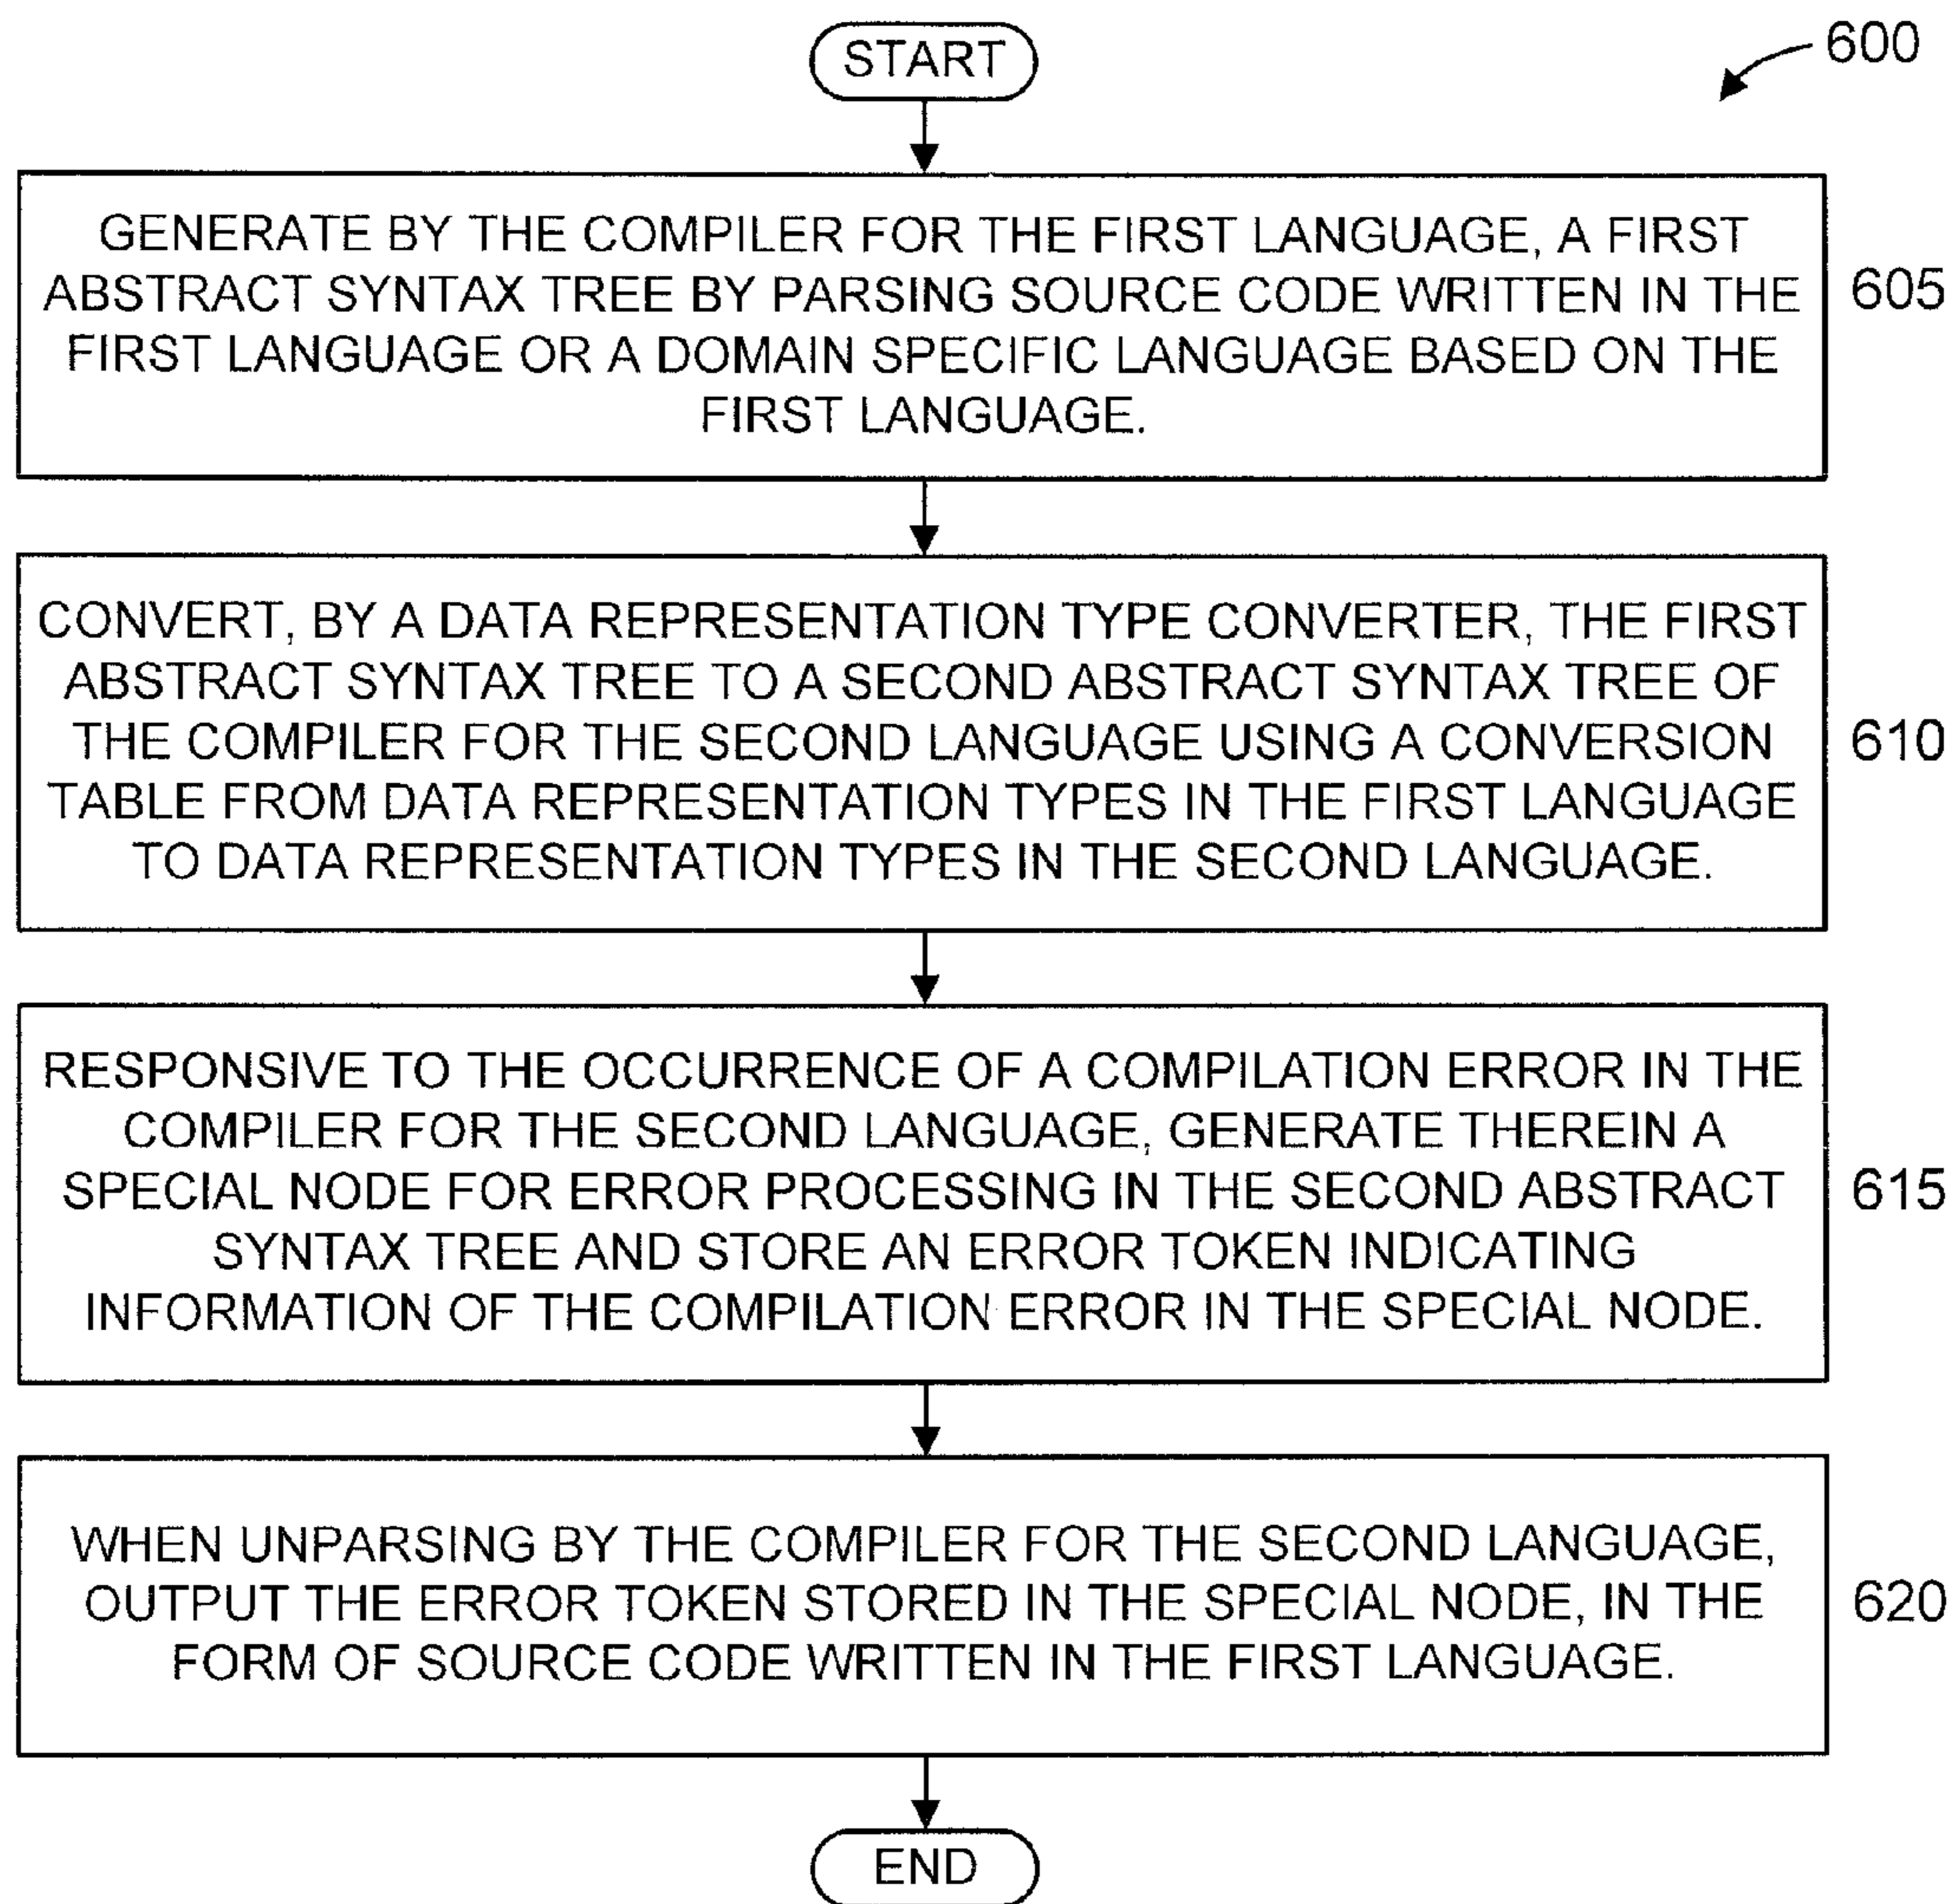 START
600
GENERATE BY THE COMPILER FOR THE FIRST LANGUAGE, A FIRST
ABSTRACT SYNTAX TREE BY PARSING SOURCE CODE WRITTEN IN THE
FIRST LANGUAGE OR A DOMAIN SPECIFIC LANGUAGE BASED ON THE
FIRST LANGUAGE.
605
CONVERT, BY A DATA REPRESENTATION TYPE CONVERTER, THE FIRST
ABSTRACT SYNTAX TREE TO A SECOND ABSTRACT SYNTAX TREE OF
THE COMPILER FOR THE SECOND LANGUAGE USING A CONVERSION
TABLE FROM DATA REPRESENTATION TYPES IN THE FIRST LANGUAGE
TO DATA REPRESENTATION TYPES IN THE SECOND LANGUAGE.
610
RESPONSIVE TO THE OCCURRENCE OF A COMPILATION ERROR IN THE
COMPILER FOR THE SECOND LANGUAGE, GENERATE THEREIN A
SPECIAL NODE FOR ERROR PROCESSING IN THE SECOND ABSTRACT
SYNTAX TREE AND STORE AN ERROR TOKEN INDICATING
INFORMATION OF THE COMPILATION ERROR IN THE SPECIAL NODE.
615
WHEN UNPARSING BY THE COMPILER FOR THE SECOND LANGUAGE,
OUTPUT THE ERROR TOKEN STORED IN THE SPECIAL NODE, IN THE
FORM OF SOURCE CODE WRITTEN IN THE FIRST LANGUAGE.
620
END